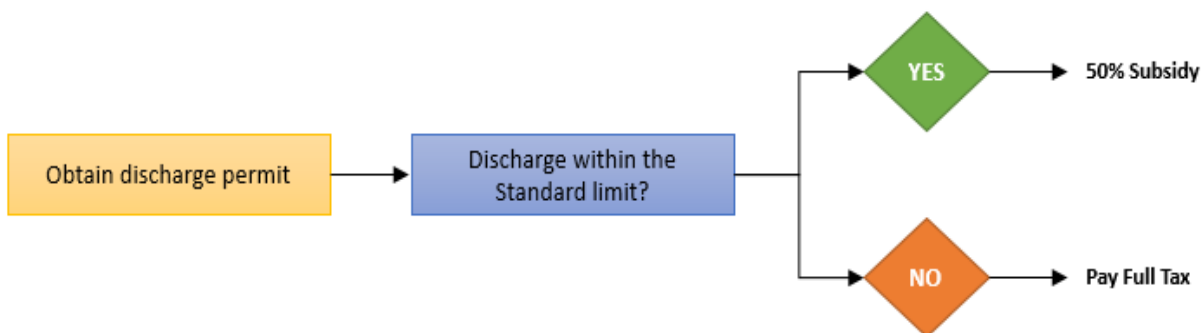 Obtain discharge permit
Discharge within the
Standard limit?
YES
50% Subsidy
NO
Pay Full Tax